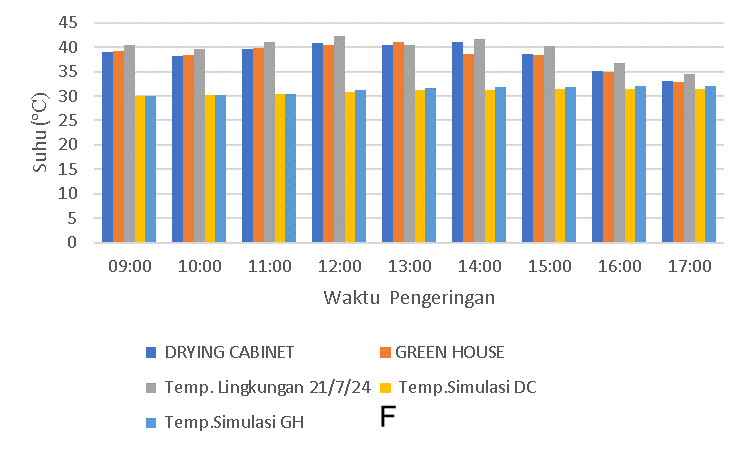 45
40
35
30
25
20
15
10
5
0
Suhu (°C)
09:00 10:00 11:00 12:00 13:00 14:00 15:00 16:00 17:00
Waktu Pengeringan
DRYING CABINET GREEN HOUSE
Temp. Lingkungan 21/7/24 Temp.Simulasi DC
Temp.Simulasi GH F